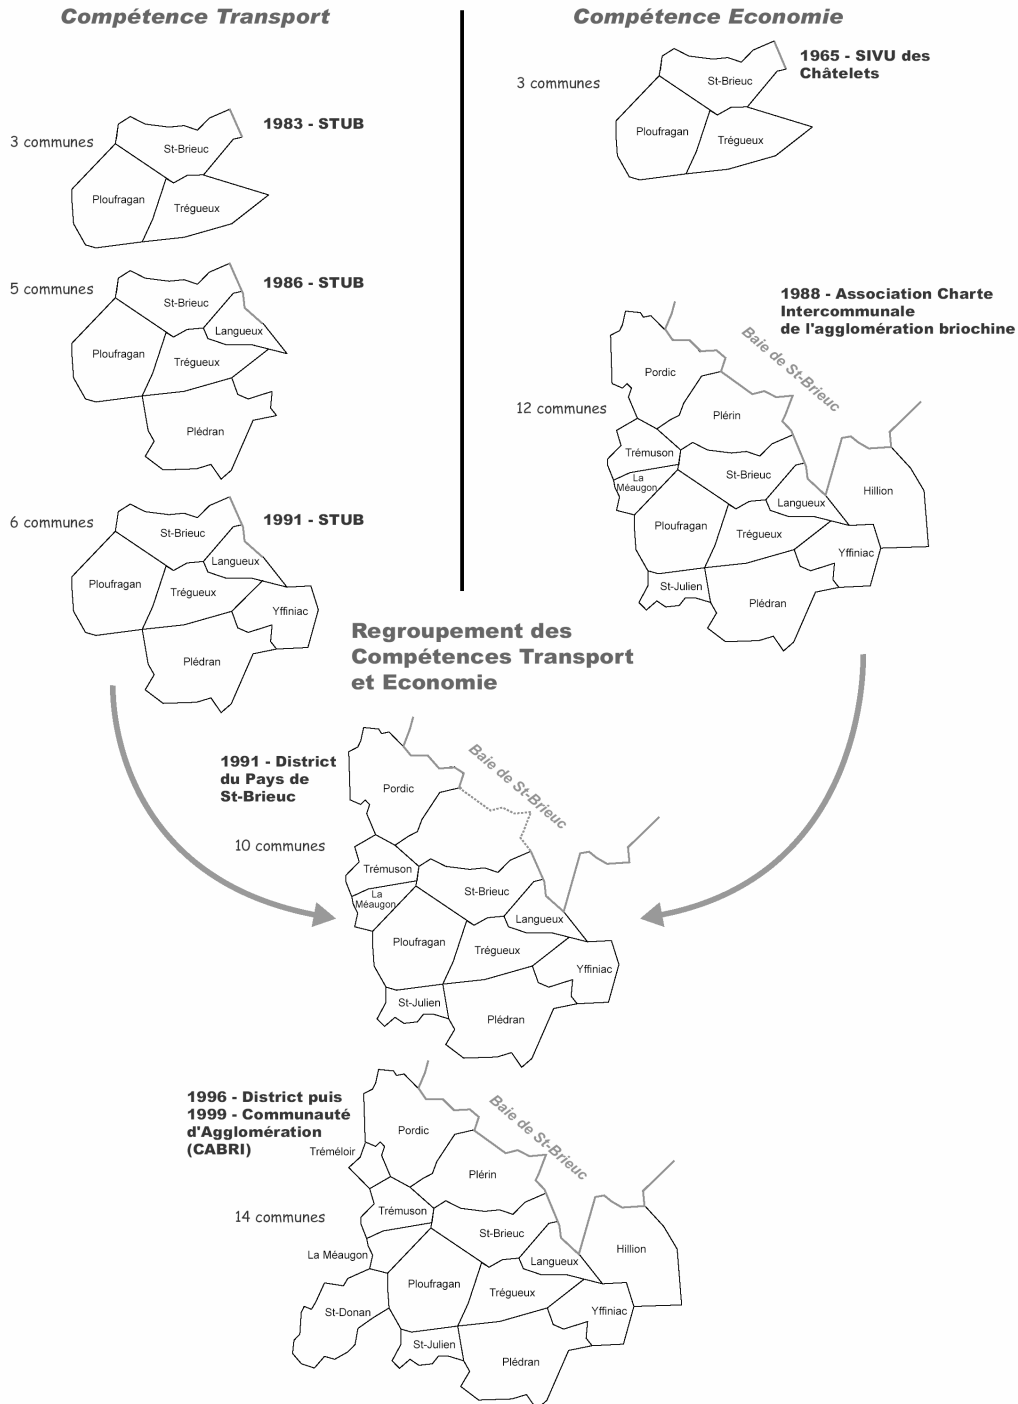 Compétence Transport
3 communes
1983 - STUB
St-Brieuc
Ploufragan
Trégueux
5 communes
1986 - STUB
St-Brieuc
Langueux
Ploufragan
Trégueux
Plédran
6 communes
1991 - STUB
St-Brieuc
Langueux
Ploufragan
Trégueux
Yffiniac
Plédran
Compétence Economie
3 communes
1965 - SIVU des
Châtelets
St-Brieuc
Ploufragan
Trégueux
1988 - Association Charte
Intercommunale
de l'agglomération briochine
12 communes
Baie de St-Brieuc
Pordic
Plérin
Trémuson
St-Brieuc
La
Méaugon
Langueux
Hillion
Ploufragan
Trégueux
Yffiniac
St-Julien
Plédran
Regroupement des
Compétences Transport
et Economie
1991 - District
du Pays de
St-Brieuc
10 communes
Baie de St-Brieuc
Pordic
Trémuson
La
Méaugon
St-Brieuc
Langueux
Ploufragan
Trégueux
Yffiniac
St-Julien
Plédran
1996 - District puis
1999 - Communauté
d'Agglomération
(CABRI)
14 communes
Baie de St-Brieuc
Pordic
Tréméloir
Plérin
Trémuson
St-Brieuc
La Méaugon
Langueux
Hillion
Ploufragan
Trégueux
St-Donan
Yffiniac
St-Julien
Plédran